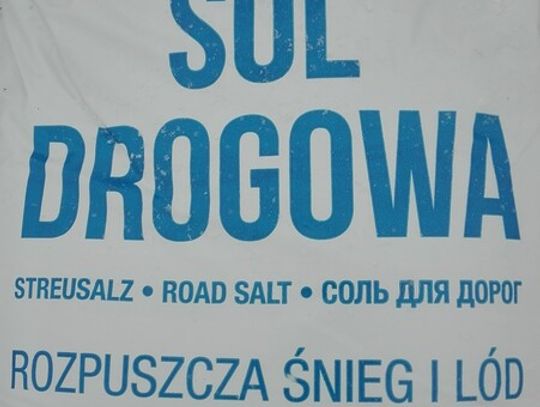 SOL
DROGOWA
STREUSALZ • ROAD SALT • СОЛЬ ДЛЯ ДОРОГ
ROZPUSZCZA ŚNIEG I LÓD